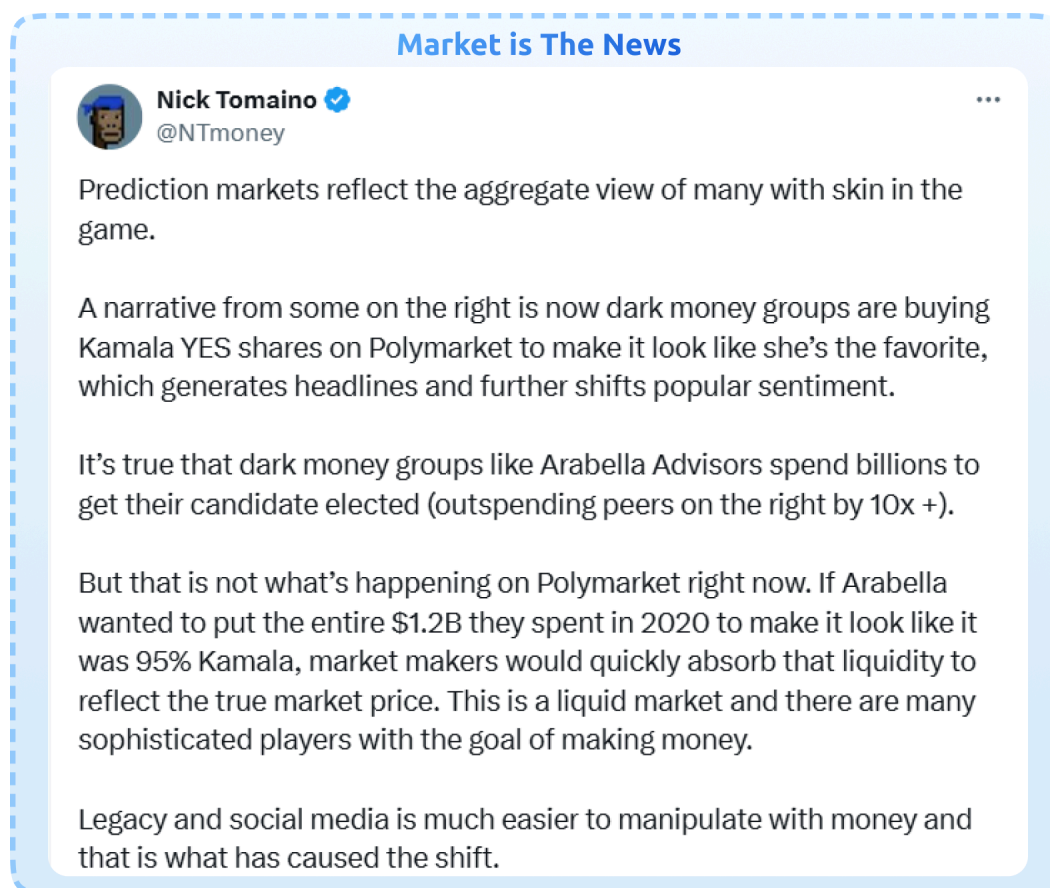 Market is The News
Nick Tomaino
@NTmoney
Prediction markets reflect the aggregate view of many with skin in the
game.
A narrative from some on the right is now dark money groups are buying
Kamala YES shares on Polymarket to make it look like she’s the favorite,
which generates headlines and further shifts popular sentiment.
It’s true that dark money groups like Arabella Advisors spend billions to
get their candidate elected (outspending peers on the right by 10x +).
But that is not what’s happening on Polymarket right now. If Arabella
wanted to put the entire $1.2B they spent in 2020 to make it look like it
was 95% Kamala, market makers would quickly absorb that liquidity to
reflect the true market price. This is a liquid market and there are many
sophisticated players with the goal of making money.
Legacy and social media is much easier to manipulate with money and
that is what has caused the shift.